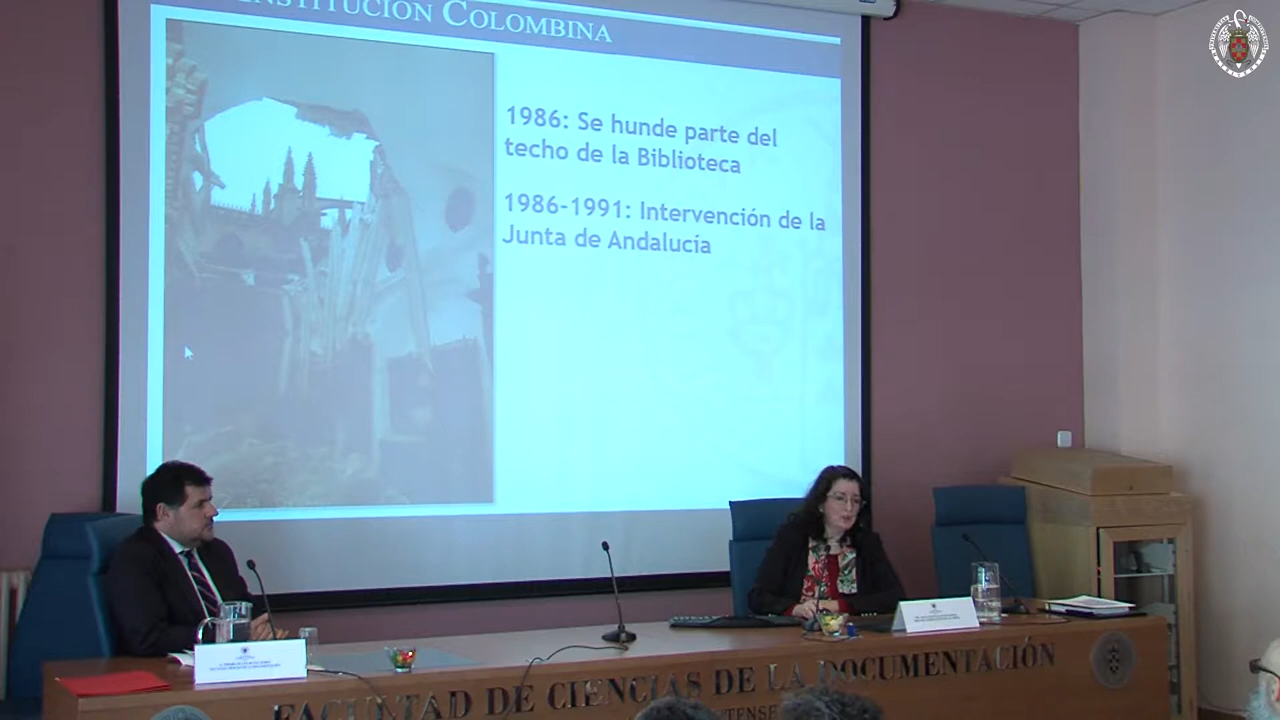 INSTITUCIÓN COLOMBINA
1986: Se hunde parte del
techo de la Biblioteca
1986-1991: Intervención de la
Junta de Andalucía
FACULTAD DE CIENCIAS DE LA DOCUMENTACIÓN